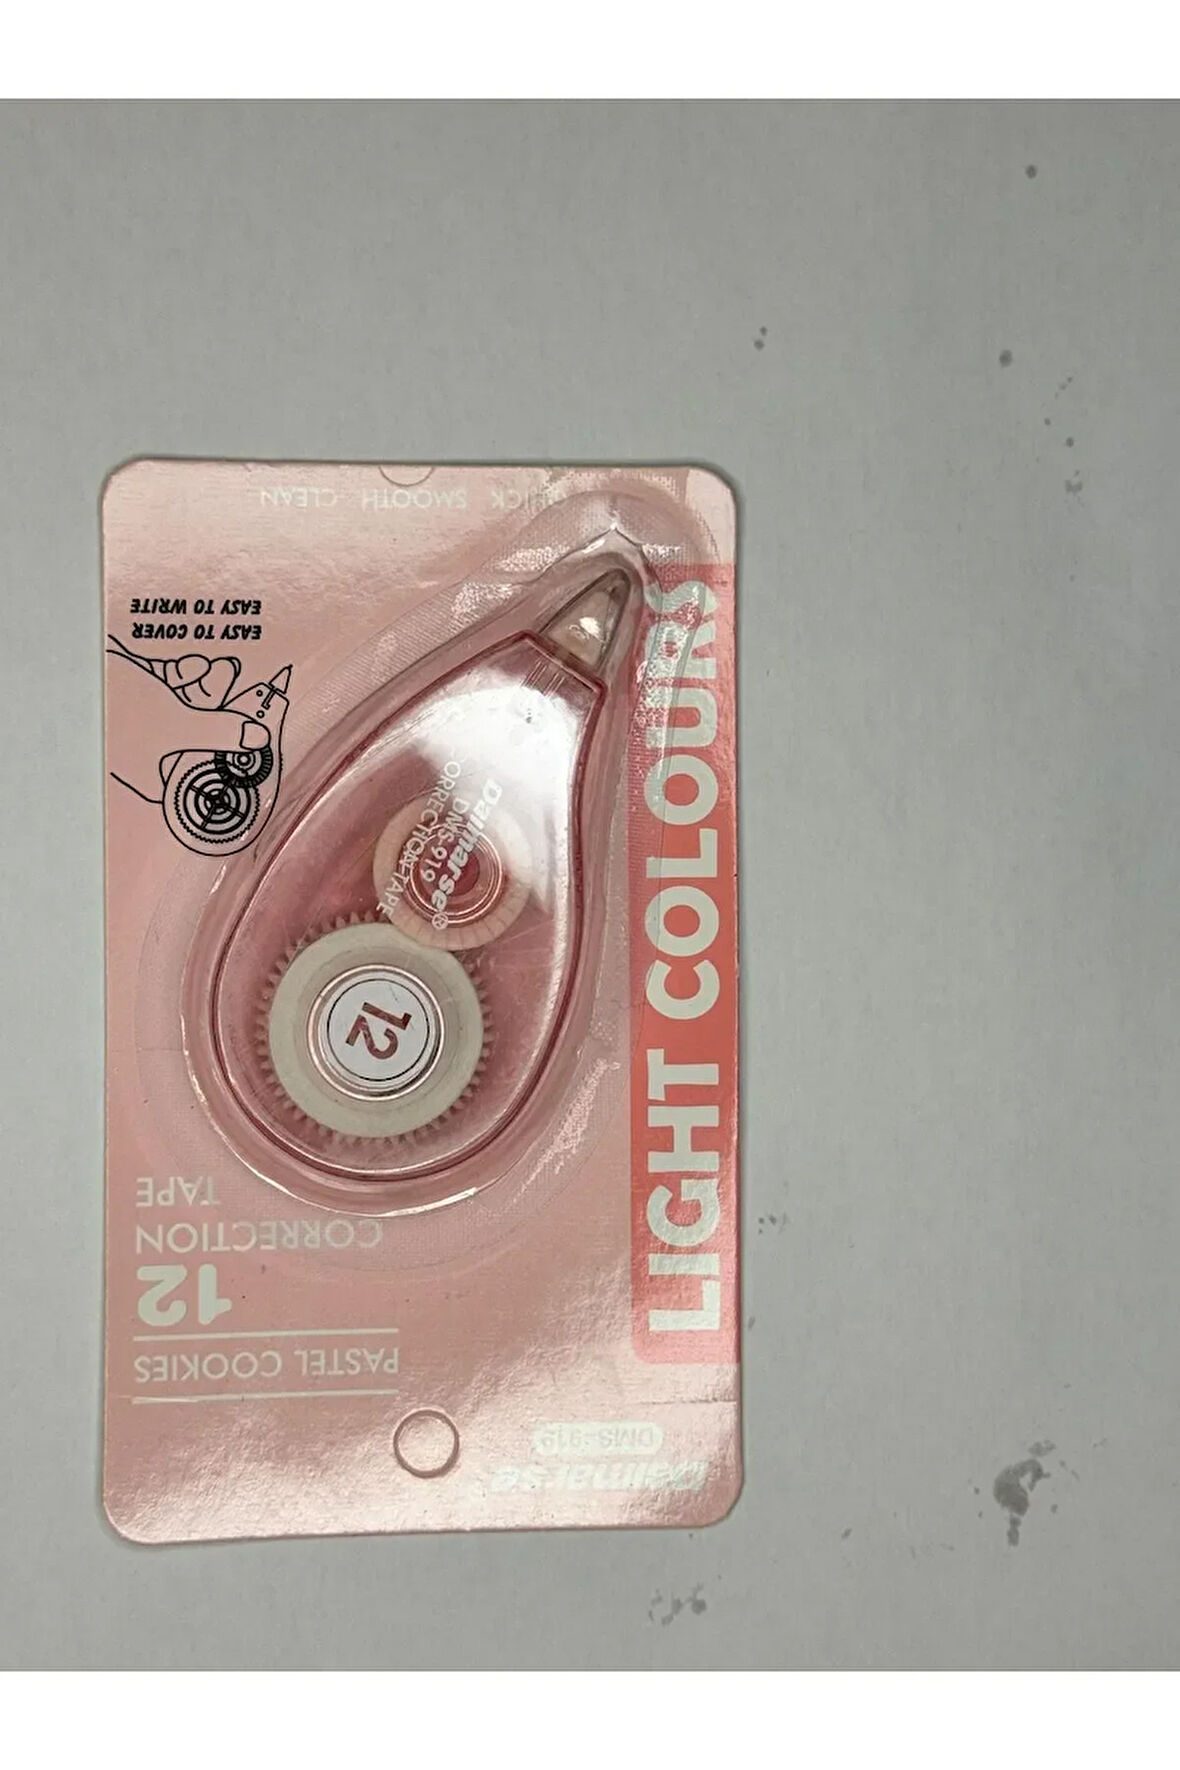 Dalmarse
DMS-919
PASTEL COOKIES
12
CORRECTION
TAPE
LIGHT COLOURS
12
Dalmarse®
DMS-919
CORRECTION TAPE
EASY TO COVER
EASY TO WRITE
SMOOTH CLEAN